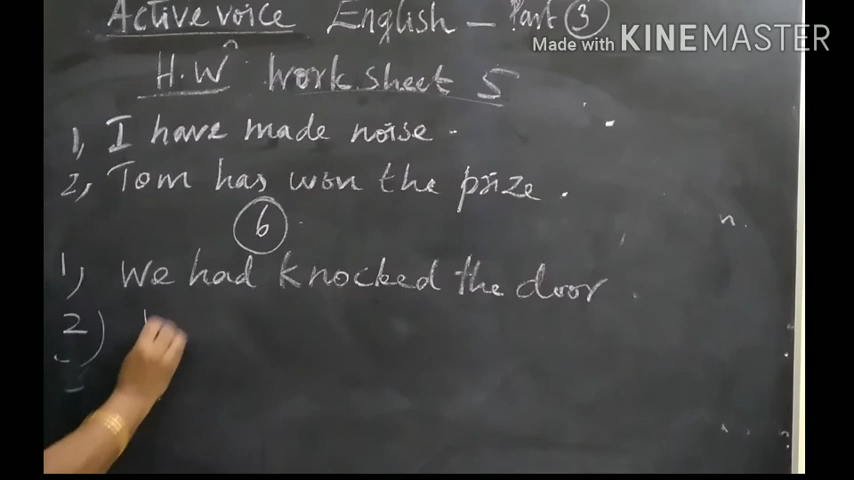 Active voice English - Part 3
Made with KINEMASTER
H.W Work sheet 5
1, I have made noise.
2, Tom has won the prize.
6
1, We had knocked the door.
2)